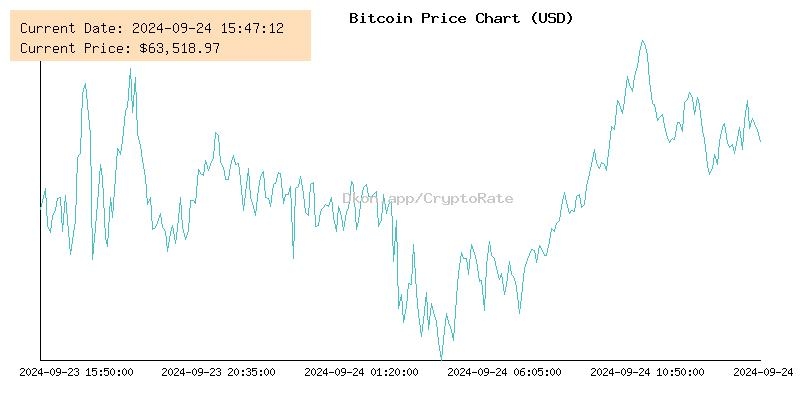 Bitcoin Price Chart (USD)
Current Date: 2024-09-24 15:47:12
Current Price: $63,518.97
Dkon.app/CryptoRate
2024-09-23 15:50:00
2024-09-23 20:35:00
2024-09-24 01:20:00
2024-09-24 06:05:00
2024-09-24 10:50:00
2024-09-24